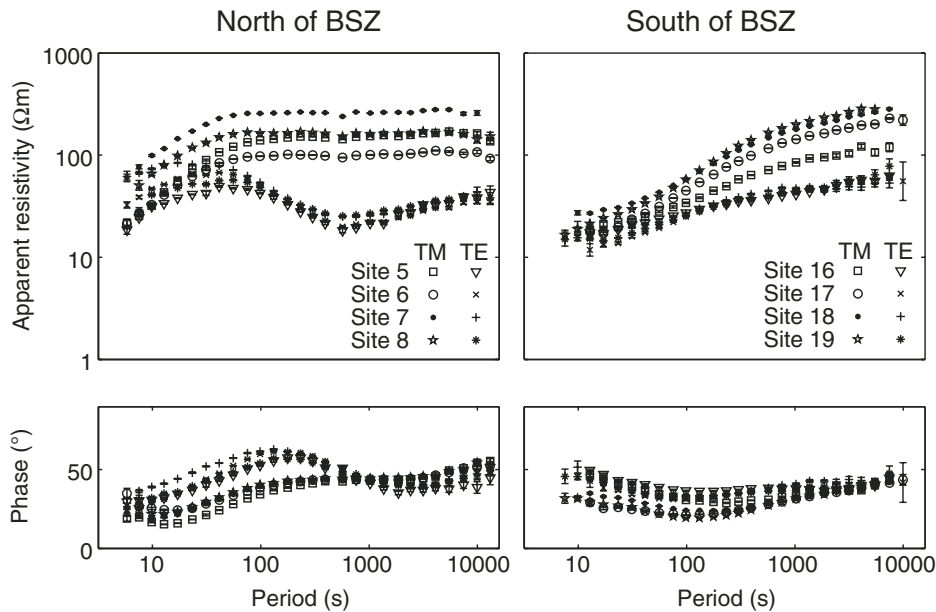 North of BSZ
South of BSZ
Apparent resistivity (Ωm)
1000
100
10
1
TM TE
Site 5
Site 6
Site 7
Site 8
TM TE
Site 16
Site 17
Site 18
Site 19
Phase (°)
50
0
10 100 1000 10000
10 100 1000 10000
Period (s)
Period (s)